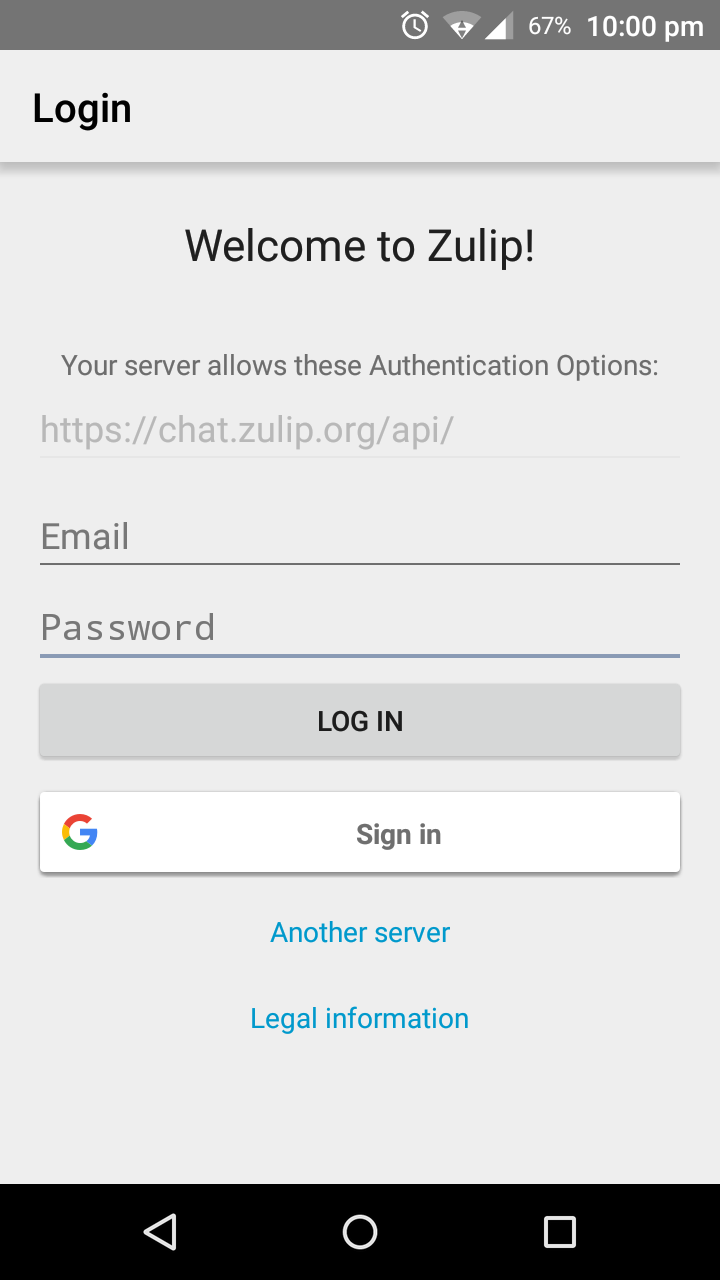 67% 10:00 pm
Login
Welcome to Zulip!
Your server allows these Authentication Options:
https://chat.zulip.org/api/
Email
Password
LOG IN
Sign in
Another server
Legal information